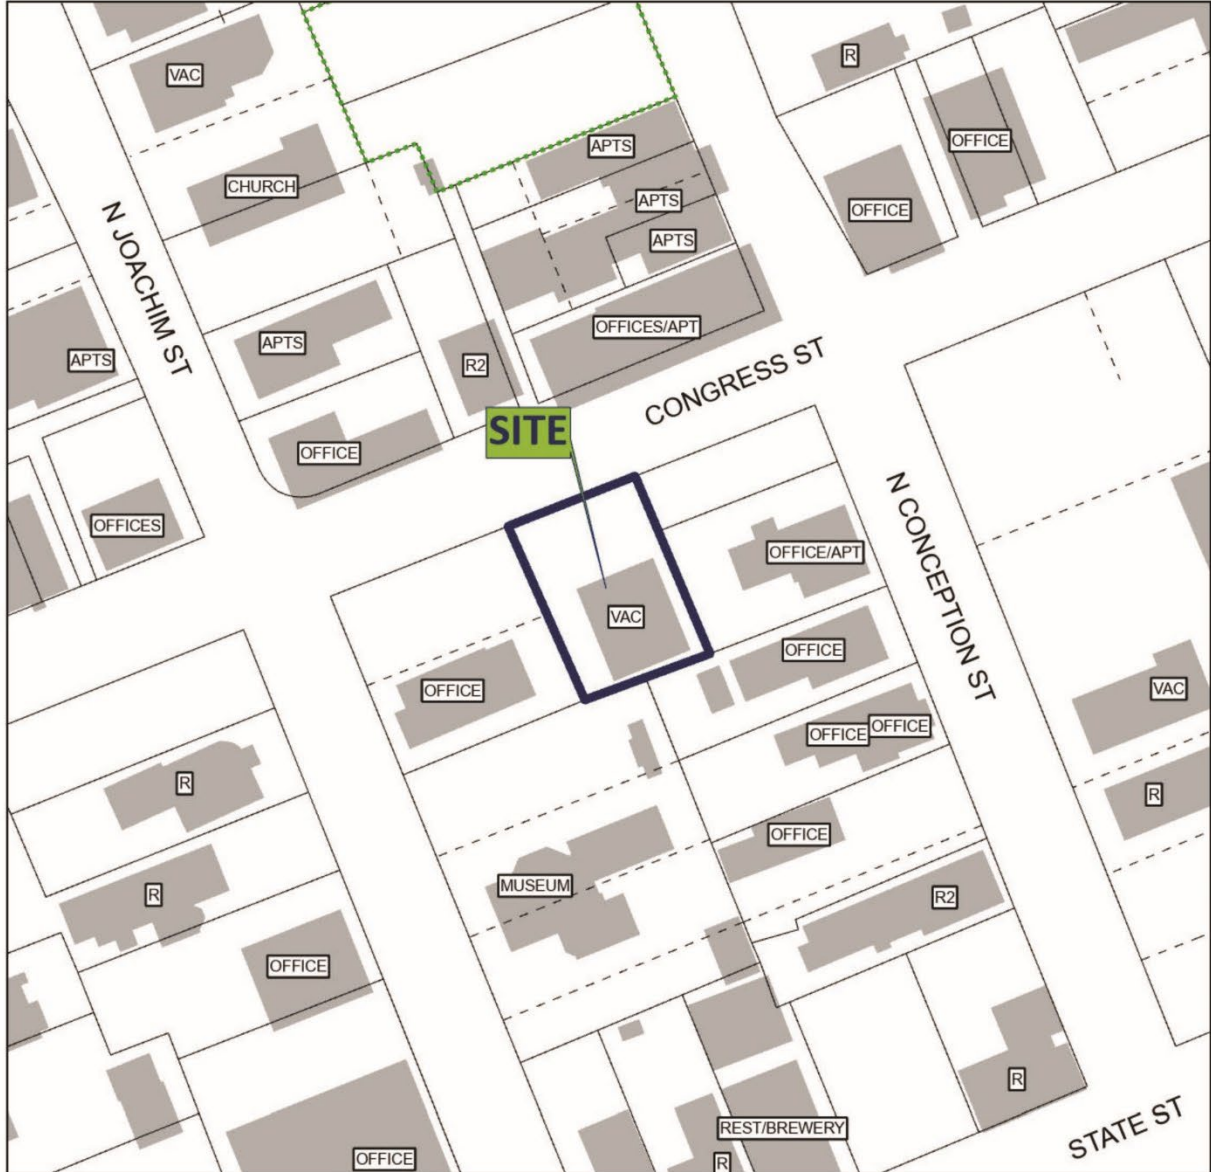 R
VAC
OFFICE
APTS
CHURCH
APTS
OFFICE
N JOACHIM ST
APTS
OFFICES/APT
APTS
APTS
R2
CONGRESS ST
SITE
OFFICE
OFFICES
N CONCEPTION ST
OFFICE/APT
VAC
OFFICE
OFFICE
VAC
OFFICE
OFFICE
R
R
OFFICE
MUSEUM
R
R2
OFFICE
R
STATE ST
REST/BREWERY
OFFICE
R